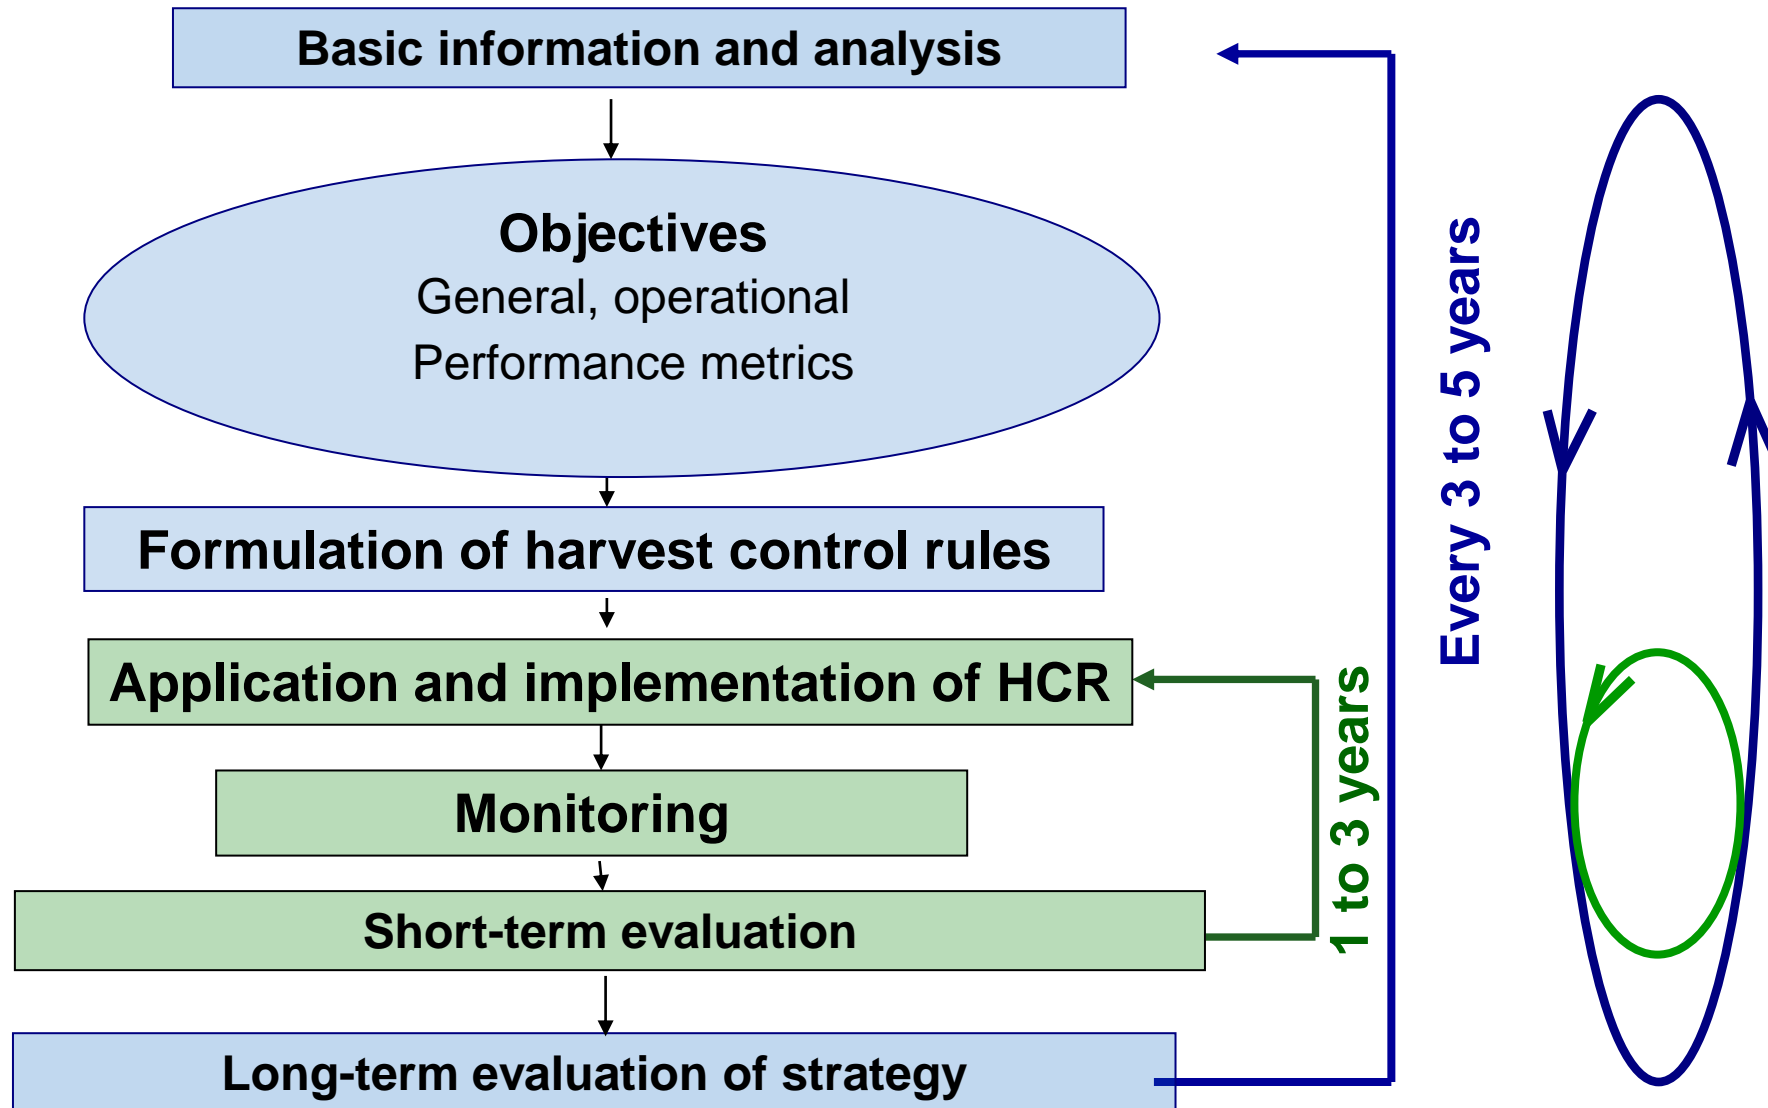 Basic information and analysis
Objectives
General, operational
Performance metrics
Formulation of harvest control rules
Application and implementation of HCR
Monitoring
Short-term evaluation
Long-term evaluation of strategy
1 to 3 years
Every 3 to 5 years